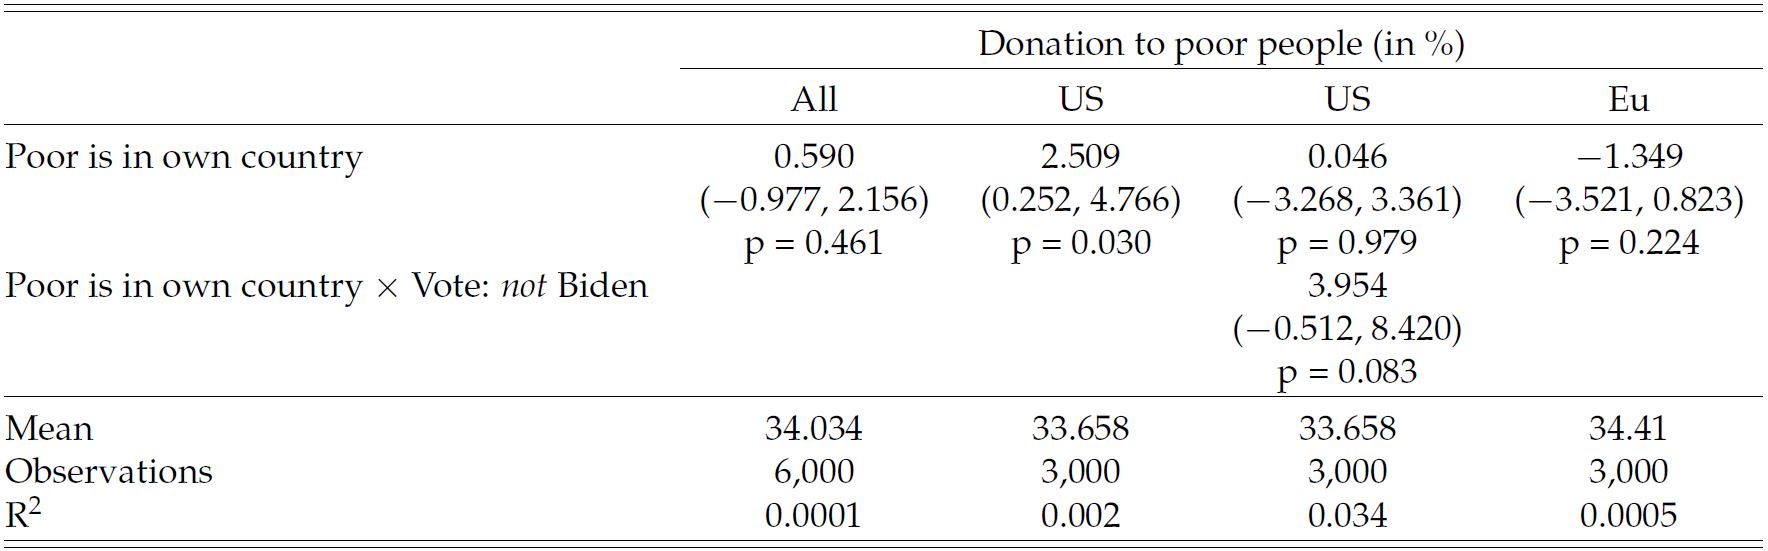 Donation to poor people (in %)
All US US Eu
Poor is in own country 0.590 2.509 0.046 −1.349
(−0.977, 2.156) (0.252, 4.766) (−3.268, 3.361) (−3.521, 0.823)
p = 0.461 p = 0.030 p = 0.979 p = 0.224
Poor is in own country × Vote: not Biden 3.954
(−0.512, 8.420)
p = 0.083
Mean 34.034 33.658 33.658 34.41
Observations 6,000 3,000 3,000 3,000
R² 0.0001 0.002 0.034 0.0005